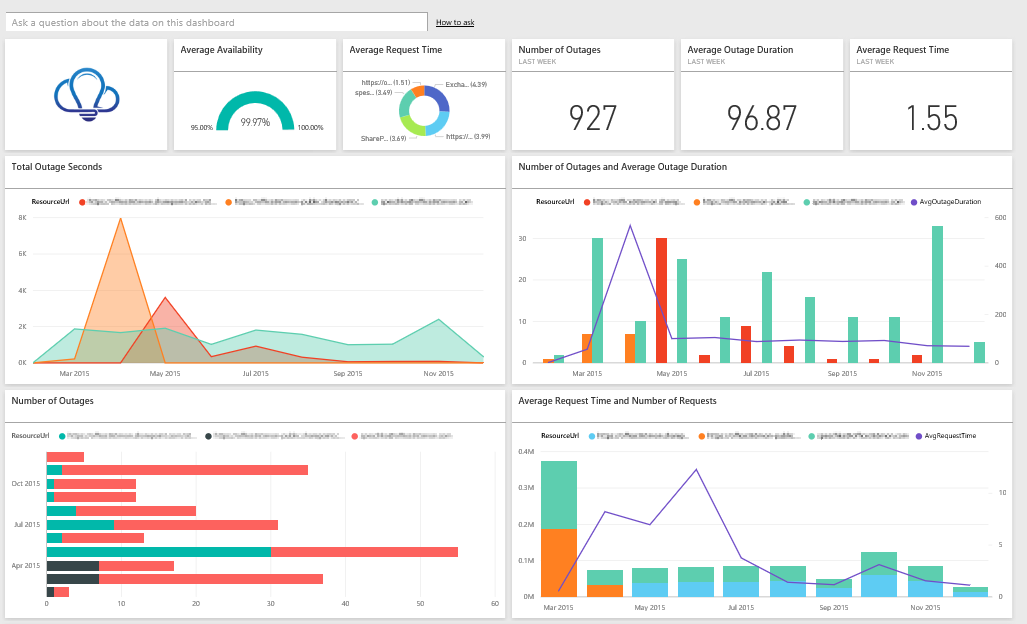 Ask a question about the data on this dashboard
How to ask
Average Availability
95.00%
99.97%
100.00%
Average Request Time
https://o... (1.51)
Excha... (4.39)
spes... (3.49)
ShareP... (3.69)
https://... (3.99)
Number of Outages
LAST WEEK
927
Average Outage Duration
LAST WEEK
96.87
Average Request Time
LAST WEEK
1.55
Total Outage Seconds
ResourceUrl
8K
6K
4K
2K
0K
Mar 2015 May 2015 Jul 2015 Sep 2015 Nov 2015
Number of Outages and Average Outage Duration
ResourceUrl
AvgOutageDuration
30
20
10
0
600
400
200
0
Mar 2015 May 2015 Jul 2015 Sep 2015 Nov 2015
Number of Outages
ResourceUrl
Oct 2015
Jul 2015
Apr 2015
0 10 20 30 40 50 60
Average Request Time and Number of Requests
ResourceUrl
AvgRequestTime
0.4M
0.3M
0.2M
0.1M
0M
10
5
0
Mar 2015 May 2015 Jul 2015 Sep 2015 Nov 2015